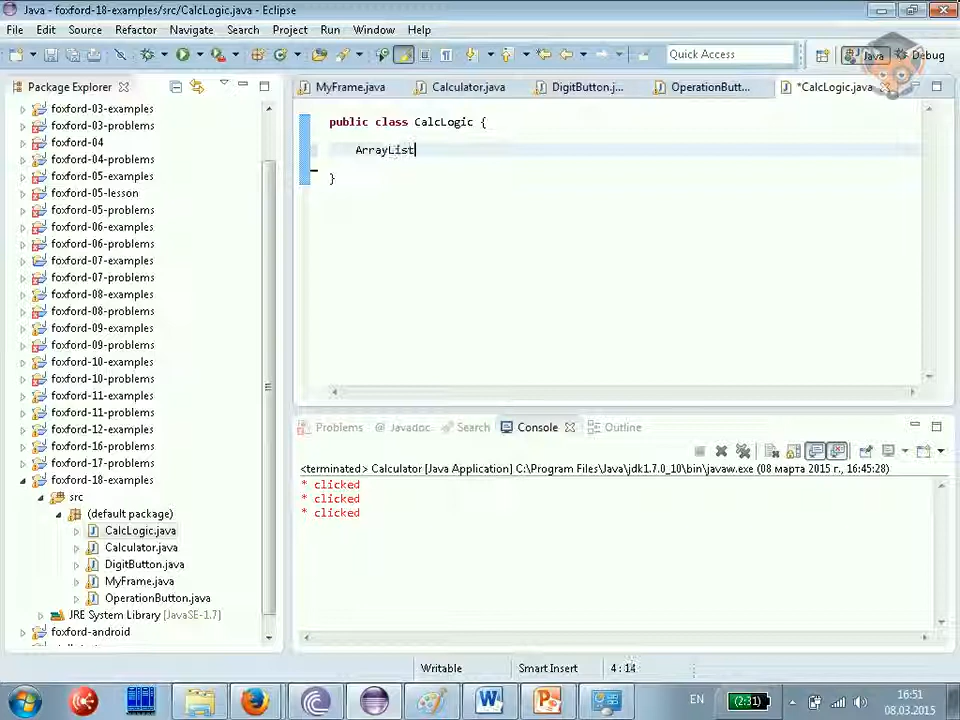 Java - foxford-18-examples/src/CalcLogic.java - Eclipse
File Edit Source Refactor Navigate Search Project Run Window Help
Quick Access Java Debug
Package Explorer
foxford-03-examples
foxford-03-problems
foxford-04
foxford-05-examples
foxford-05-lesson
foxford-05-problems
foxford-06-examples
foxford-06-problems
foxford-07-examples
foxford-07-problems
foxford-08-examples
foxford-08-problems
foxford-09-examples
foxford-09-problems
foxford-10-examples
foxford-10-problems
foxford-11-examples
foxford-11-problems
foxford-12-examples
foxford-16-problems
foxford-17-problems
foxford-18-examples
src
(default package)
CalcLogic.java
Calculator.java
DigitButton.java
MyFrame.java
OperationButton.java
JRE System Library [JavaSE-1.7]
foxford-android
MyFrame.java Calculator.java DigitButton.j... OperationButt... *CalcLogic.java
public class CalcLogic {
ArrayList
}
Problems Javadoc Search Console Outline
<terminated> Calculator [Java Application] C:\Program Files\Java\jdk1.7.0_10\bin\javaw.exe (08 марта 2015 г., 16:45:28)
* clicked
* clicked
* clicked
Writable Smart Insert 4:14
EN (2:31) 16:51
08.03.2015